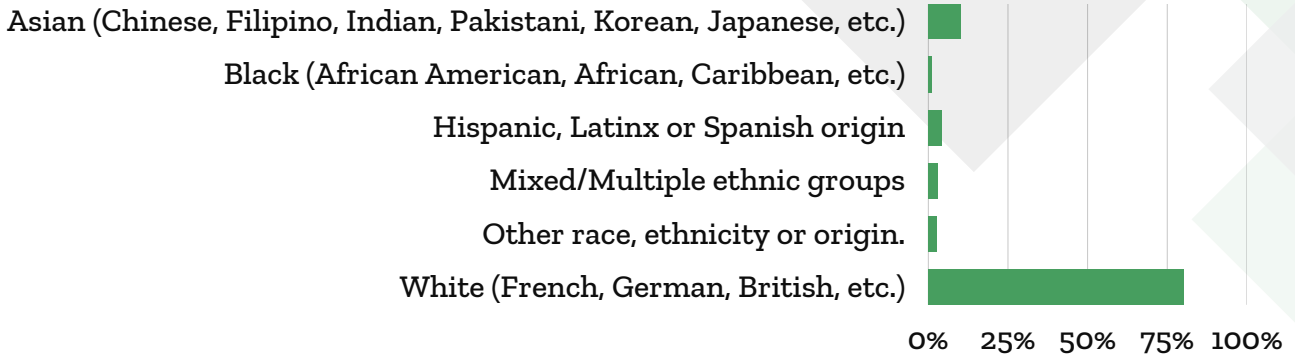 Asian (Chinese, Filipino, Indian, Pakistani, Korean, Japanese, etc.)
Black (African American, African, Caribbean, etc.)
Hispanic, Latinx or Spanish origin
Mixed/Multiple ethnic groups
Other race, ethnicity or origin.
White (French, German, British, etc.)
0% 25% 50% 75% 100%